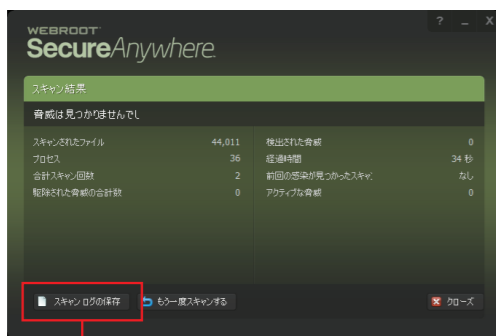 ? _ X
WEBROOT
SecureAnywhere.
スキャン結果
脅威は見つかりませんでし
スキャンされたファイル 44,011 検出された脅威 0
プロセス 36 経過時間 34 秒
合計スキャン回数 2 前回の感染が見つかったスキャン: なし
駆除された脅威の合計数 0 アクティブな脅威 0
スキャン ログの保存 もう一度スキャンする クローズ